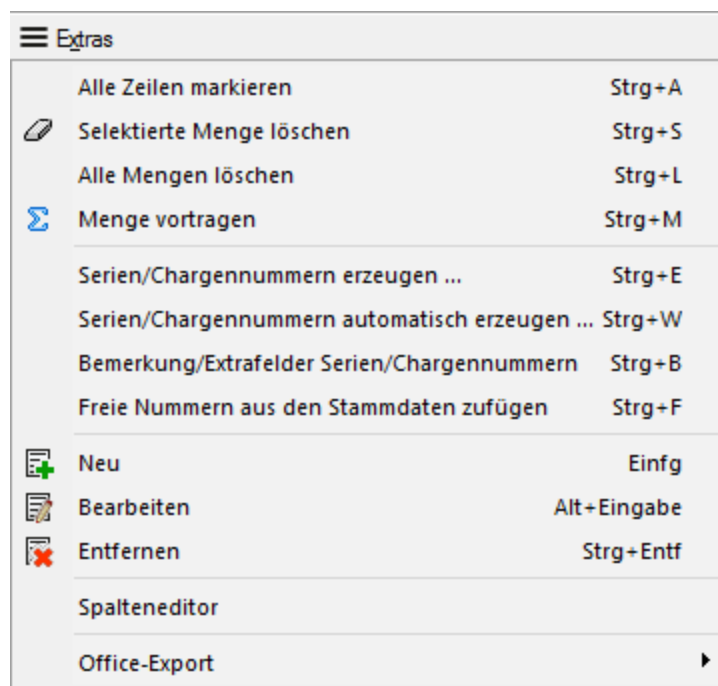 Extras
Alle Zeilen markieren Strg+A
Selektierte Menge löschen Strg+S
Alle Mengen löschen Strg+L
Menge vortragen Strg+M
Serien/Chargennummern erzeugen ... Strg+E
Serien/Chargennummern automatisch erzeugen ... Strg+W
Bemerkung/Extrafelder Serien/Chargennummern Strg+B
Freie Nummern aus den Stammdaten zufügen Strg+F
Neu Einfg
Bearbeiten Alt+Eingabe
Entfernen Strg+Entf
Spalteneditor
Office-Export